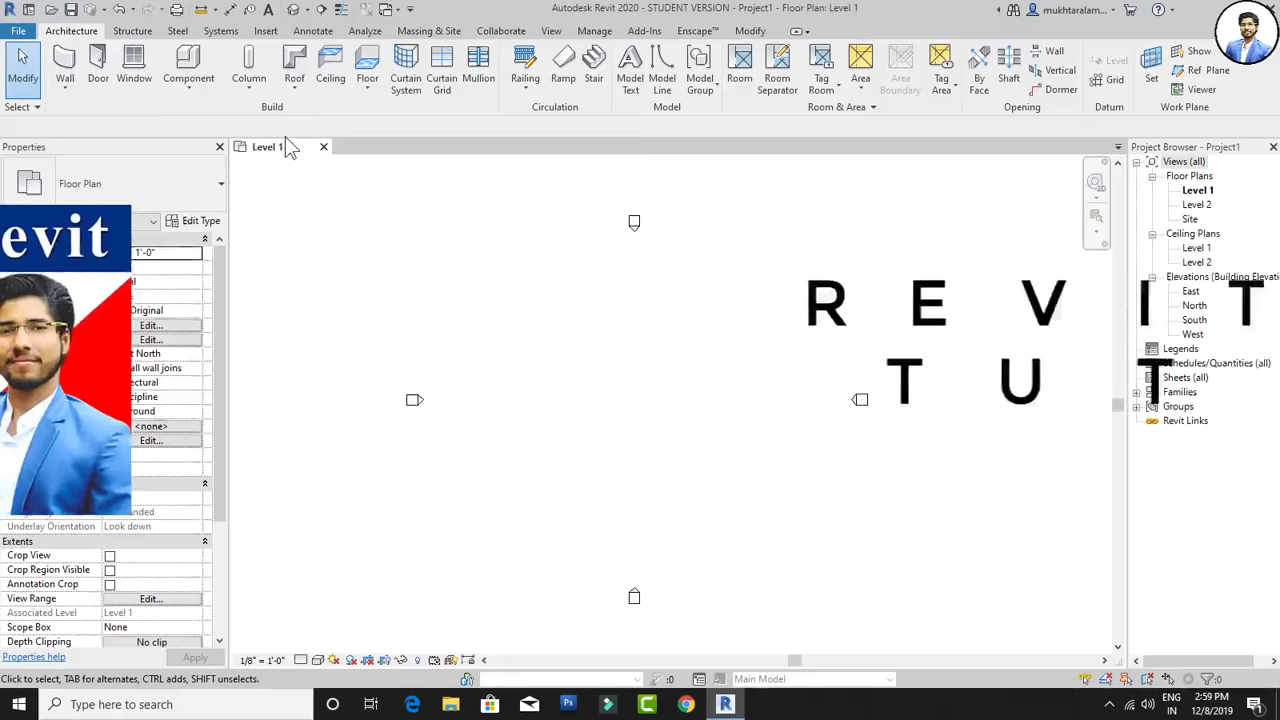 Autodesk Revit 2020 - STUDENT VERSION - Project1 - Floor Plan: Level 1
mukhtaralam...
File Architecture Structure Steel Systems Insert Annotate Analyze Massing & Site Collaborate View Manage Add-Ins Enscape™ Modify
Modify Wall Door Window Component Column Roof Ceiling Floor Curtain System Curtain Grid Mullion Railing Ramp Stair Model Text Model Line Model Group Room Room Separator Tag Room Area Area Boundary Tag Area By Face Shaft Wall Vertical Dormer Level Grid Set Show Ref Plane Viewer
Select Build Circulation Model Room & Area Opening Datum Work Plane
Properties
Level 1
Project Browser - Project1
Floor Plan
Edit Type
1'-0"
Original
Edit...
Edit...
North
all wall joins
<none>
Edit...
Underlay Orientation Look down
Extents
Crop View
Crop Region Visible
Annotation Crop
View Range Edit...
Associated Level Level 1
Scope Box None
Depth Clipping No clip
Properties help Apply
evit
REVIT
TUT
Views (all)
Floor Plans
Level 1
Level 2
Site
Ceiling Plans
Level 1
Level 2
Elevations (Building Elevati
East
North
South
West
Legends
chedules/Quantities (all)
Sheets (all)
Families
Groups
Revit Links
1/8" = 1'-0"
Click to select, TAB for alternates, CTRL adds, SHIFT unselects.
:0
Main Model
:0
Type here to search
ENG
IN
2:59 PM
12/8/2019